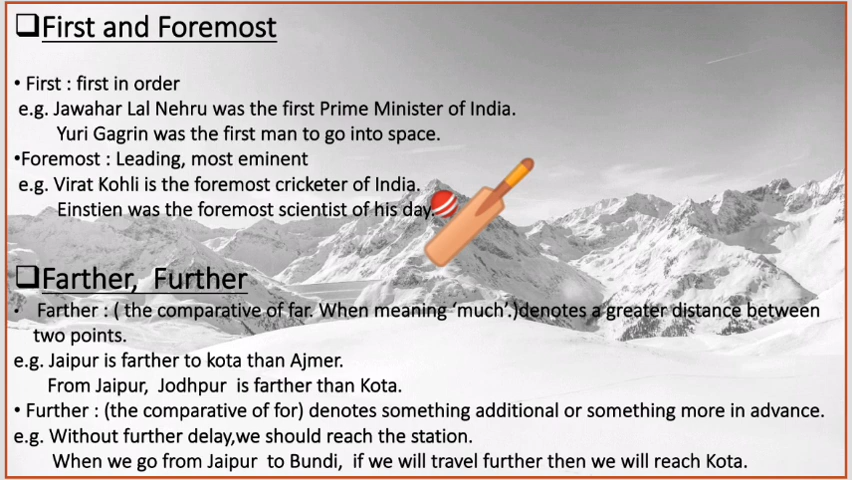 ❑First and Foremost
• First : first in order
e.g. Jawahar Lal Nehru was the first Prime Minister of India.
Yuri Gagrin was the first man to go into space.
•Foremost : Leading, most eminent
e.g. Virat Kohli is the foremost cricketer of India.
Einstien was the foremost scientist of his day.
❑Farther, Further
• Farther : ( the comparative of far. When meaning ‘much’.)denotes a greater distance between
two points.
e.g. Jaipur is farther to kota than Ajmer.
From Jaipur, Jodhpur is farther than Kota.
• Further : (the comparative of for) denotes something additional or something more in advance.
e.g. Without further delay,we should reach the station.
When we go from Jaipur to Bundi, if we will travel further then we will reach Kota.